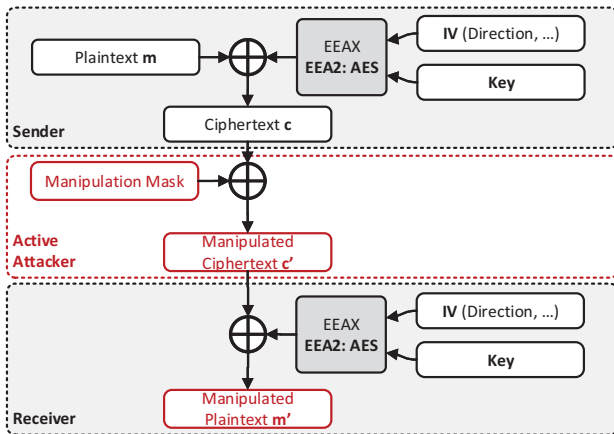 Plaintext m
EEAX
EEA2: AES
IV (Direction, ...)
Key
Ciphertext c
Sender
Manipulation Mask
Active
Attacker
Manipulated
Ciphertext c’
EEAX
EEA2: AES
IV (Direction, ...)
Key
Manipulated
Plaintext m’
Receiver